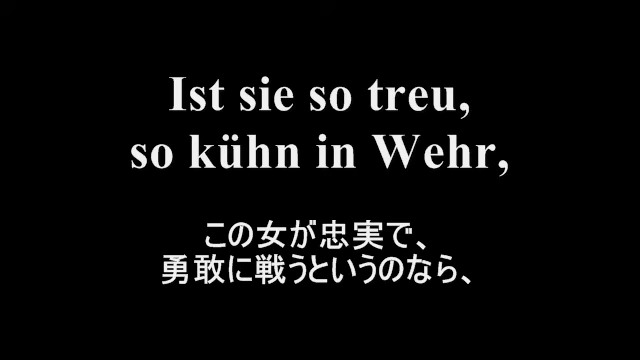 Ist sie so treu,
so kühn in Wehr,
この女が忠実で、
勇敢に戦うというのなら、